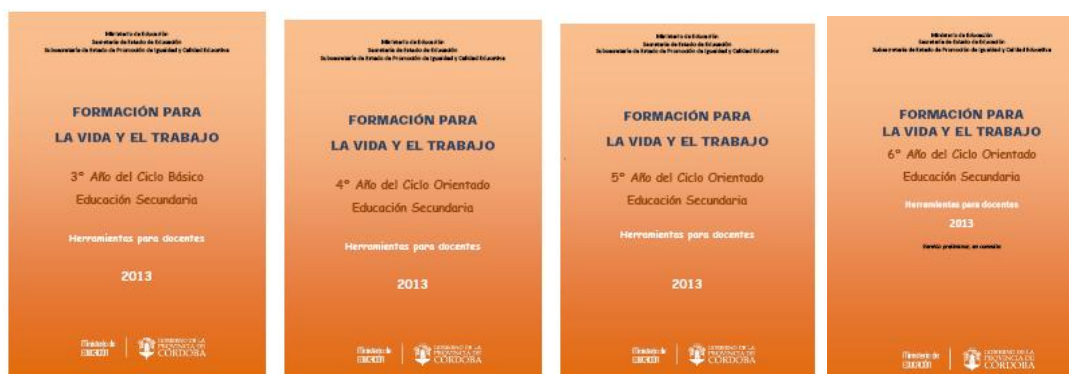 Ministerio de Educación
Secretaría de Estado de Educación
Subsecretaría de Estado de Promoción de Igualdad y Calidad Educativa
FORMACIÓN PARA
LA VIDA Y EL TRABAJO
3° Año del Ciclo Básico
Educación Secundaria
Herramientas para docentes
2013
Ministerio de
EDUCACIÓN
GOBIERNO DE LA
PROVINCIA DE
CÓRDOBA
Ministerio de Educación
Secretaría de Estado de Educación
Subsecretaría de Estado de Promoción de Igualdad y Calidad Educativa
FORMACIÓN PARA
LA VIDA Y EL TRABAJO
4° Año del Ciclo Orientado
Educación Secundaria
Herramientas para docentes
2013
Ministerio de
EDUCACIÓN
GOBIERNO DE LA
PROVINCIA DE
CÓRDOBA
Ministerio de Educación
Secretaría de Estado de Educación
Subsecretaría de Estado de Promoción de Igualdad y Calidad Educativa
FORMACIÓN PARA
LA VIDA Y EL TRABAJO
5° Año del Ciclo Orientado
Educación Secundaria
Herramientas para docentes
2013
Ministerio de
EDUCACIÓN
GOBIERNO DE LA
PROVINCIA DE
CÓRDOBA
Ministerio de Educación
Secretaría de Estado de Educación
Subsecretaría de Estado de Promoción de Igualdad y Calidad Educativa
FORMACIÓN PARA
LA VIDA Y EL TRABAJO
6° Año del Ciclo Orientado
Educación Secundaria
Herramientas para docentes
2013
Versión preliminar, en consulta
Ministerio de
EDUCACIÓN
GOBIERNO DE LA
PROVINCIA DE
CÓRDOBA